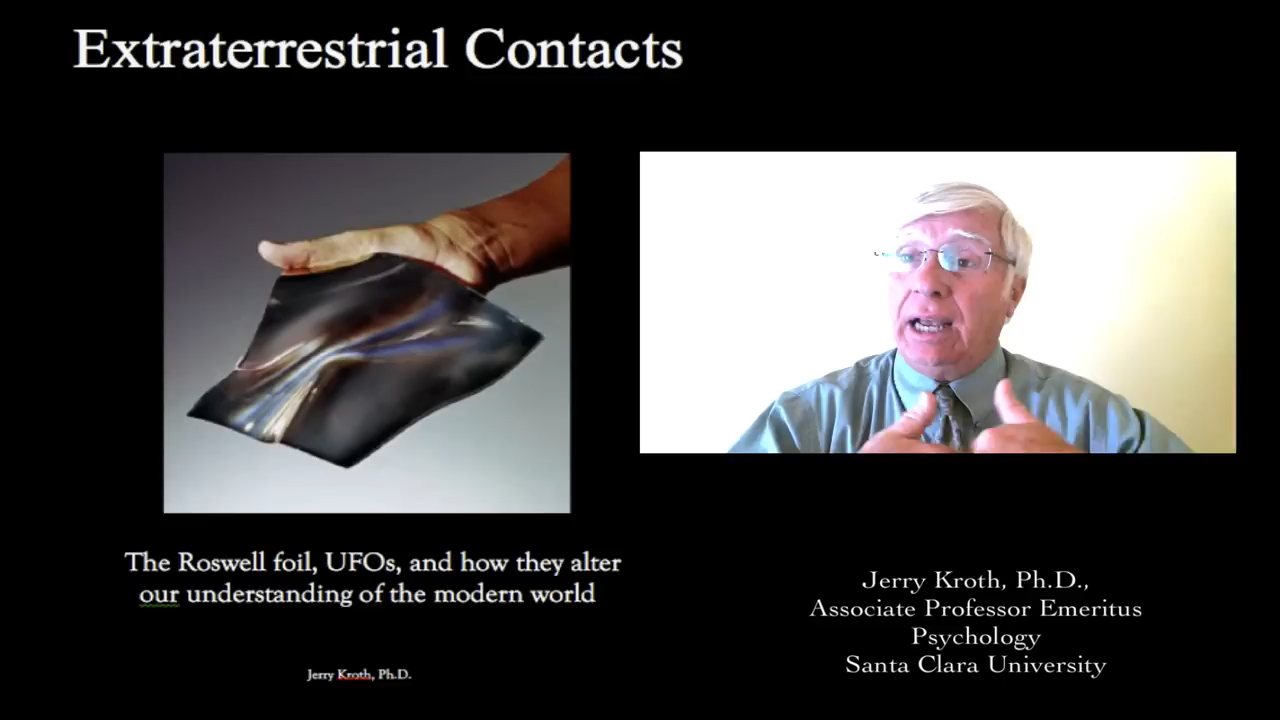 Extraterrestrial Contacts
The Roswell foil, UFOs, and how they alter
our understanding of the modern world
Jerry Kroth, Ph.D.
Jerry Kroth, Ph.D.,
Associate Professor Emeritus
Psychology
Santa Clara University